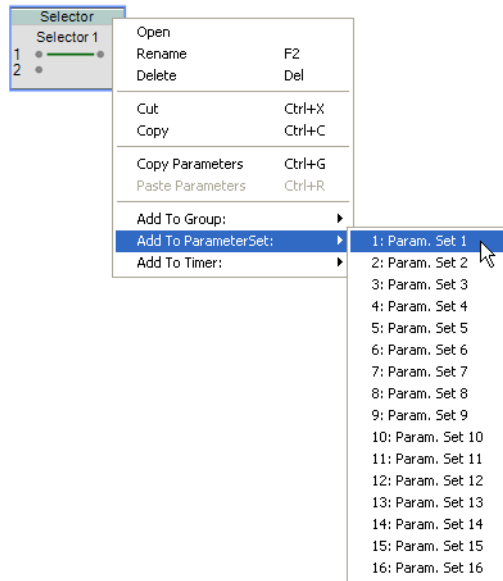 Selector
Selector 1
1
2
Open
Rename F2
Delete Del
Cut Ctrl+X
Copy Ctrl+C
Copy Parameters Ctrl+G
Paste Parameters Ctrl+R
Add To Group:
Add To ParameterSet:
Add To Timer:
1: Param. Set 1
2: Param. Set 2
3: Param. Set 3
4: Param. Set 4
5: Param. Set 5
6: Param. Set 6
7: Param. Set 7
8: Param. Set 8
9: Param. Set 9
10: Param. Set 10
11: Param. Set 11
12: Param. Set 12
13: Param. Set 13
14: Param. Set 14
15: Param. Set 15
16: Param. Set 16